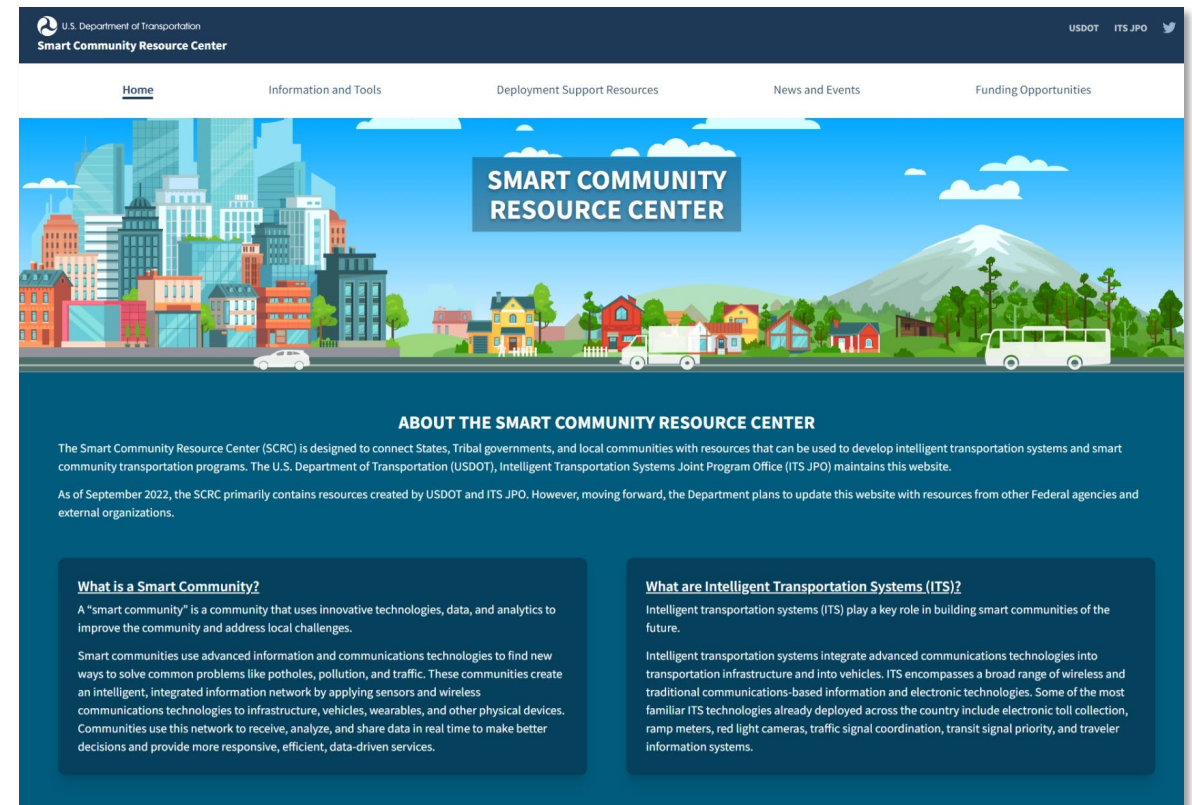 U.S. Department of Transportation
Smart Community Resource Center
USDOT ITS JPO
Home Information and Tools Deployment Support Resources News and Events Funding Opportunities
SMART COMMUNITY
RESOURCE CENTER
ABOUT THE SMART COMMUNITY RESOURCE CENTER
The Smart Community Resource Center (SCRC) is designed to connect States, Tribal governments, and local communities with resources that can be used to develop intelligent transportation systems and smart
community transportation programs. The U.S. Department of Transportation (USDOT), Intelligent Transportation Systems Joint Program Office (ITS JPO) maintains this website.
As of September 2022, the SCRC primarily contains resources created by USDOT and ITS JPO. However, moving forward, the Department plans to update this website with resources from other Federal agencies and
external organizations.
What is a Smart Community?
A “smart community” is a community that uses innovative technologies, data, and analytics to
improve the community and address local challenges.
Smart communities use advanced information and communications technologies to find new
ways to solve common problems like potholes, pollution, and traffic. These communities create
an intelligent, integrated information network by applying sensors and wireless
communications technologies to infrastructure, vehicles, wearables, and other physical devices.
Communities use this network to receive, analyze, and share data in real time to make better
decisions and provide more responsive, efficient, data-driven services.
What are Intelligent Transportation Systems (ITS)?
Intelligent transportation systems (ITS) play a key role in building smart communities of the
future.
Intelligent transportation systems integrate advanced communications technologies into
transportation infrastructure and into vehicles. ITS encompasses a broad range of wireless and
traditional communications-based information and electronic technologies. Some of the most
familiar ITS technologies already deployed across the country include electronic toll collection,
ramp meters, red light cameras, traffic signal coordination, transit signal priority, and traveler
information systems.